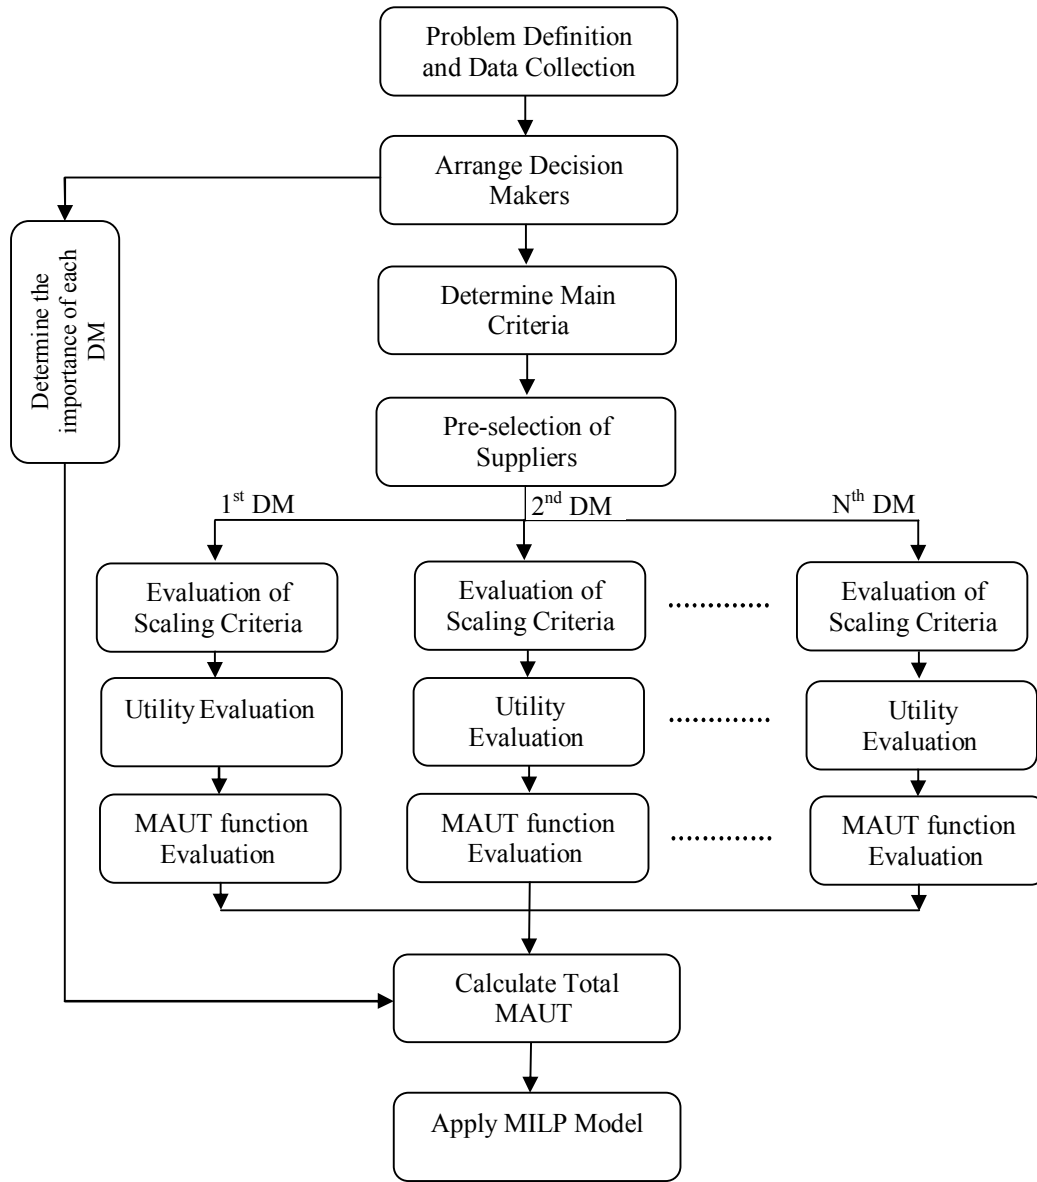 Problem Definition
and Data Collection
Arrange Decision
Makers
Determine the
importance of each
DM
Determine Main
Criteria
Pre-selection of
Suppliers
1st DM
2nd DM
Nth DM
Evaluation of
Scaling Criteria
Evaluation of
Scaling Criteria
Evaluation of
Scaling Criteria
Utility Evaluation
Utility
Evaluation
Utility
Evaluation
MAUT function
Evaluation
MAUT function
Evaluation
MAUT function
Evaluation
Calculate Total
MAUT
Apply MILP Model